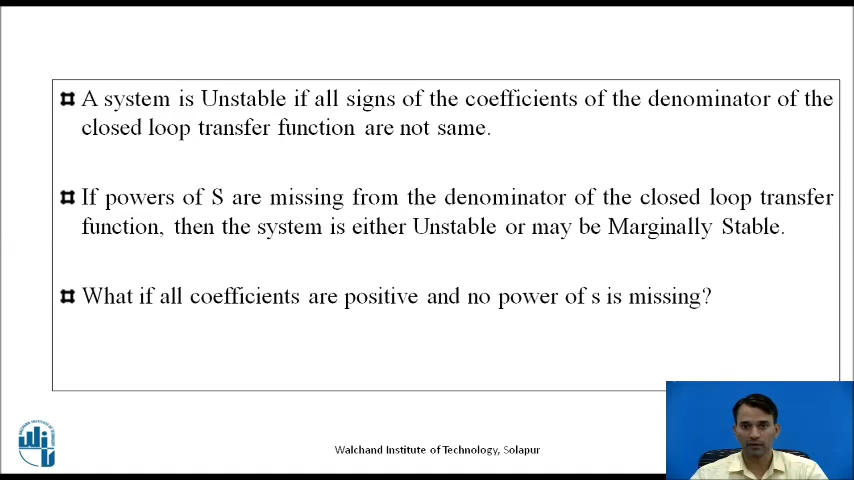 A system is Unstable if all signs of the coefficients of the denominator of the
closed loop transfer function are not same.
If powers of S are missing from the denominator of the closed loop transfer
function, then the system is either Unstable or may be Marginally Stable.
What if all coefficients are positive and no power of s is missing?
Walchand Institute of Technology, Solapur